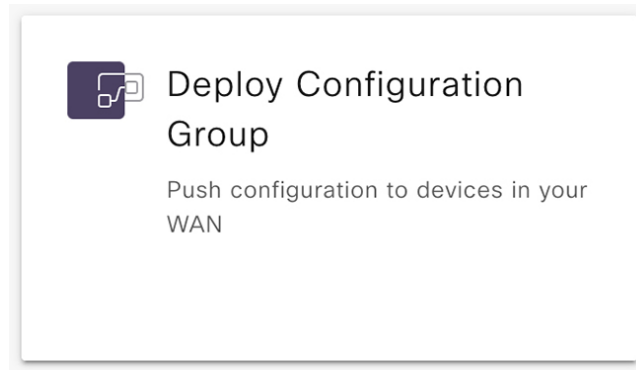 Deploy Configuration
Group
Push configuration to devices in your
WAN